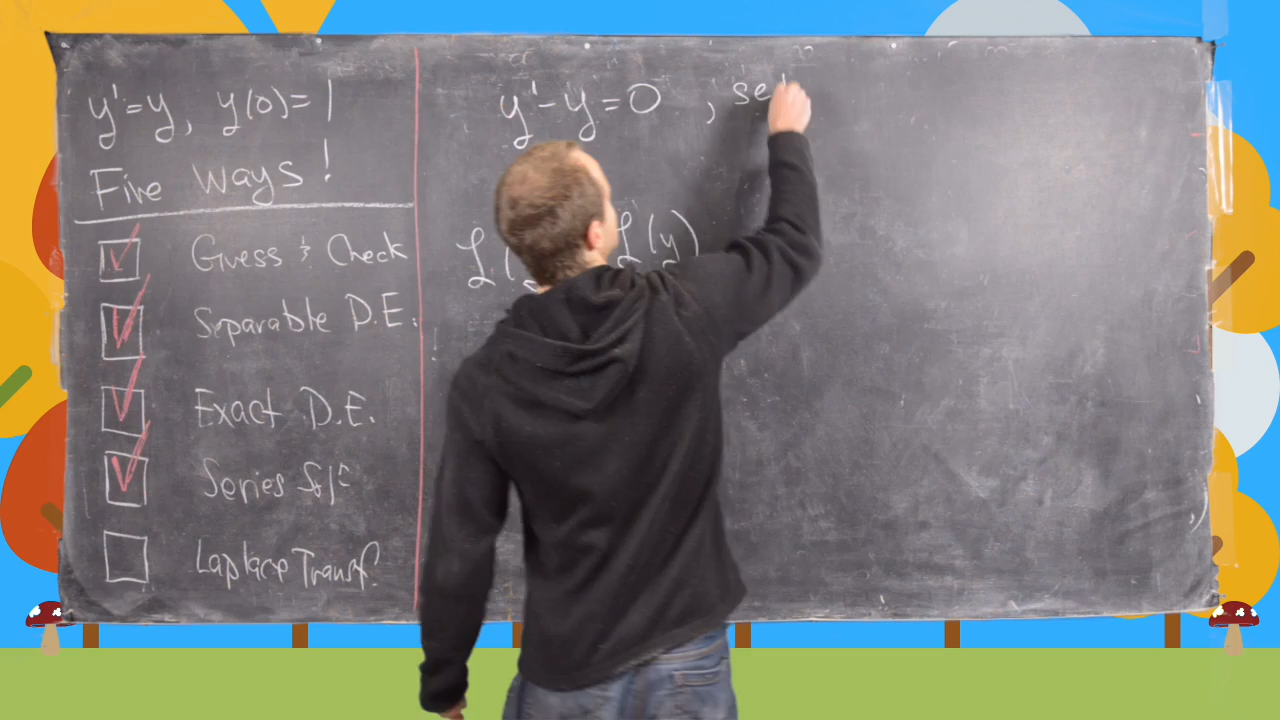 y'=y, y(0)=1
Five Ways!
Guess & Check
Separable D.E.
Exact D.E.
Series Sol'n
Laplace Transf.
y'-y=0, se
L( L(y)